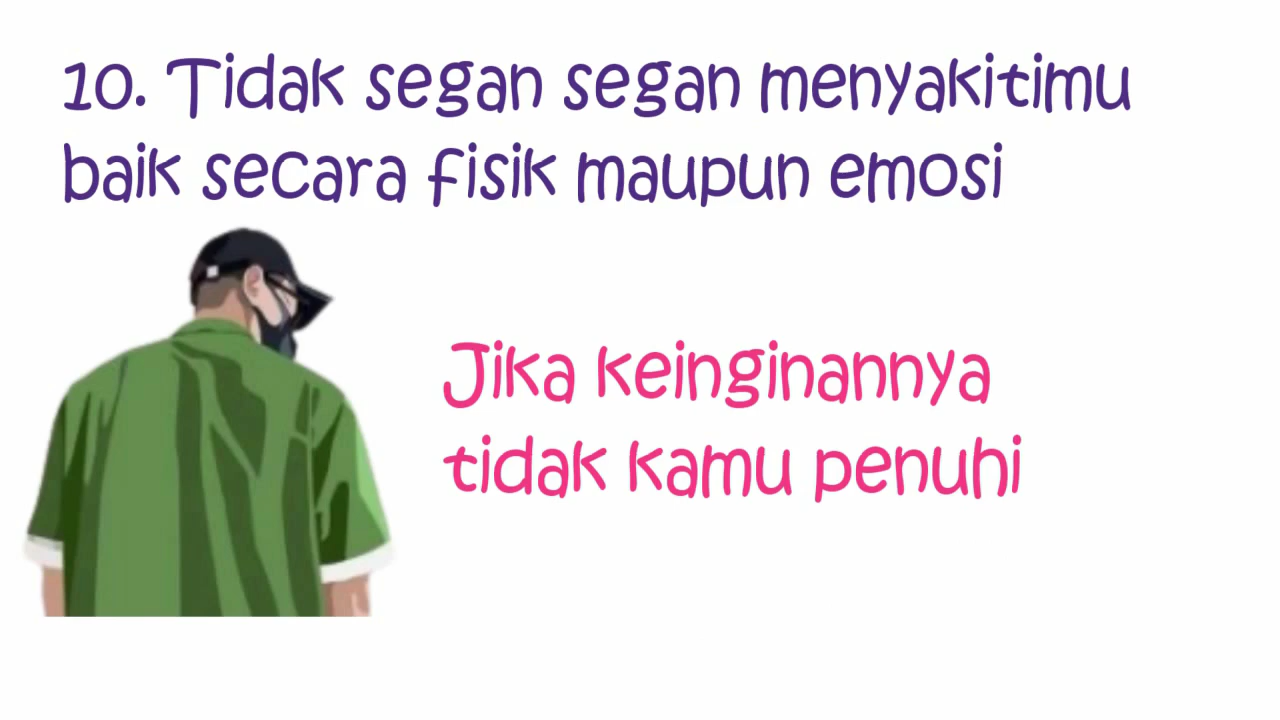 10. Tidak segan segan menyakitimu
baik secara fisik maupun emosi
Jika keinginannya
tidak kamu penuhi